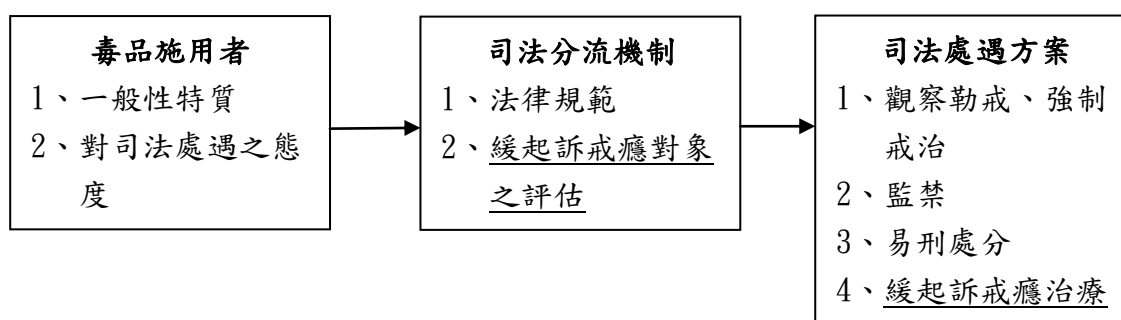 毒品施用者
1、一般性特質
2、對司法處遇之態
度
司法分流機制
1、法律規範
2、緩起訴戒癮對象
之評估
司法處遇方案
1、觀察勒戒、強制
戒治
2、監禁
3、易刑處分
4、緩起訴戒癮治療